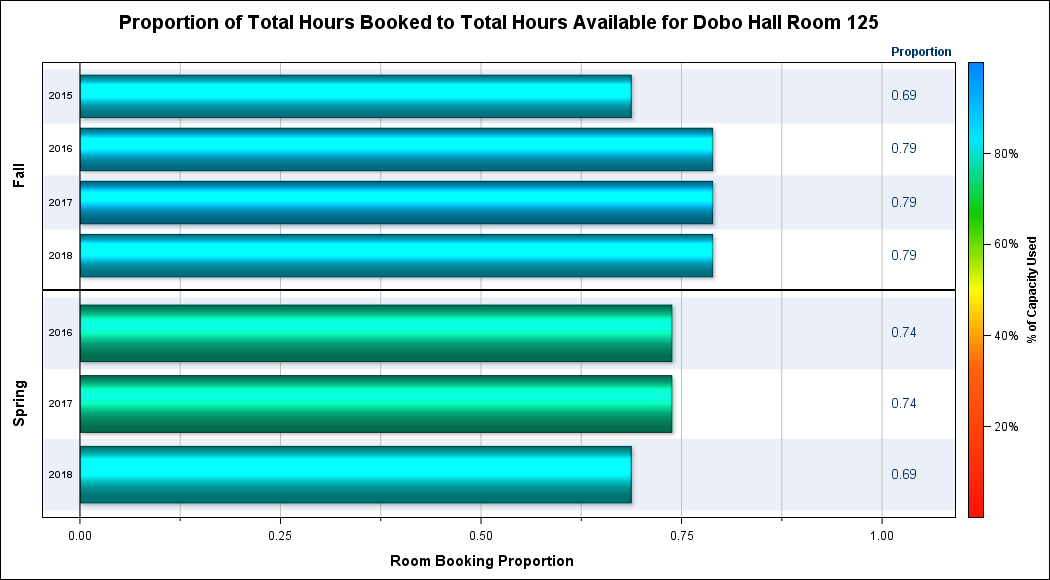 Proportion of Total Hours Booked to Total Hours Available for Dobo Hall Room 125
Proportion
Fall
2015 0.69
2016 0.79
2017 0.79
2018 0.79
Spring
2016 0.74
2017 0.74
2018 0.69
0.00 0.25 0.50 0.75 1.00
Room Booking Proportion
80%
60%
40%
20%
% of Capacity Used